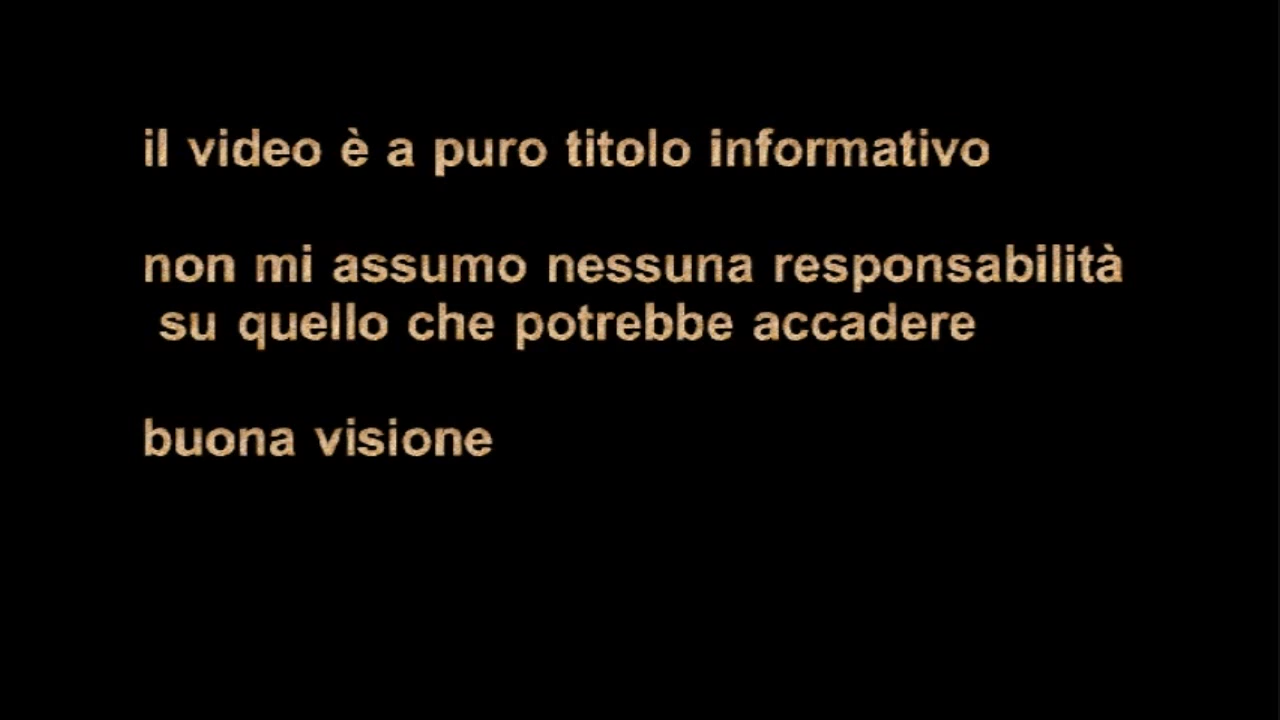 il video è a puro titolo informativo
non mi assumo nessuna responsabilità
su quello che potrebbe accadere
buona visione